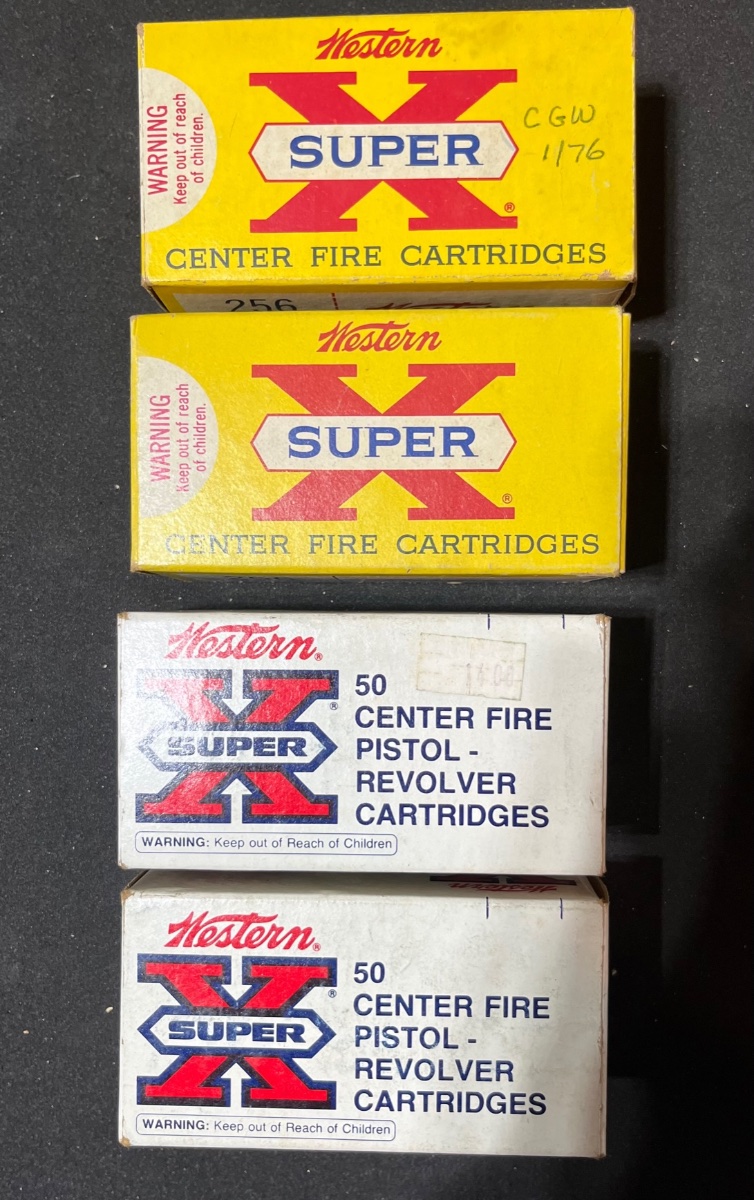 Western
X
SUPER
®
CENTER FIRE CARTRIDGES
WARNING
Keep out of reach
of children.
CGW
1/76
256
Western
Western
X
SUPER
®
CENTER FIRE CARTRIDGES
WARNING
Keep out of reach
of children.
Western®
X
SUPER
®
50
CENTER FIRE
PISTOL -
REVOLVER
CARTRIDGES
WARNING: Keep out of Reach of Children
Western
Western®
X
SUPER
®
50
CENTER FIRE
PISTOL -
REVOLVER
CARTRIDGES
WARNING: Keep out of Reach of Children